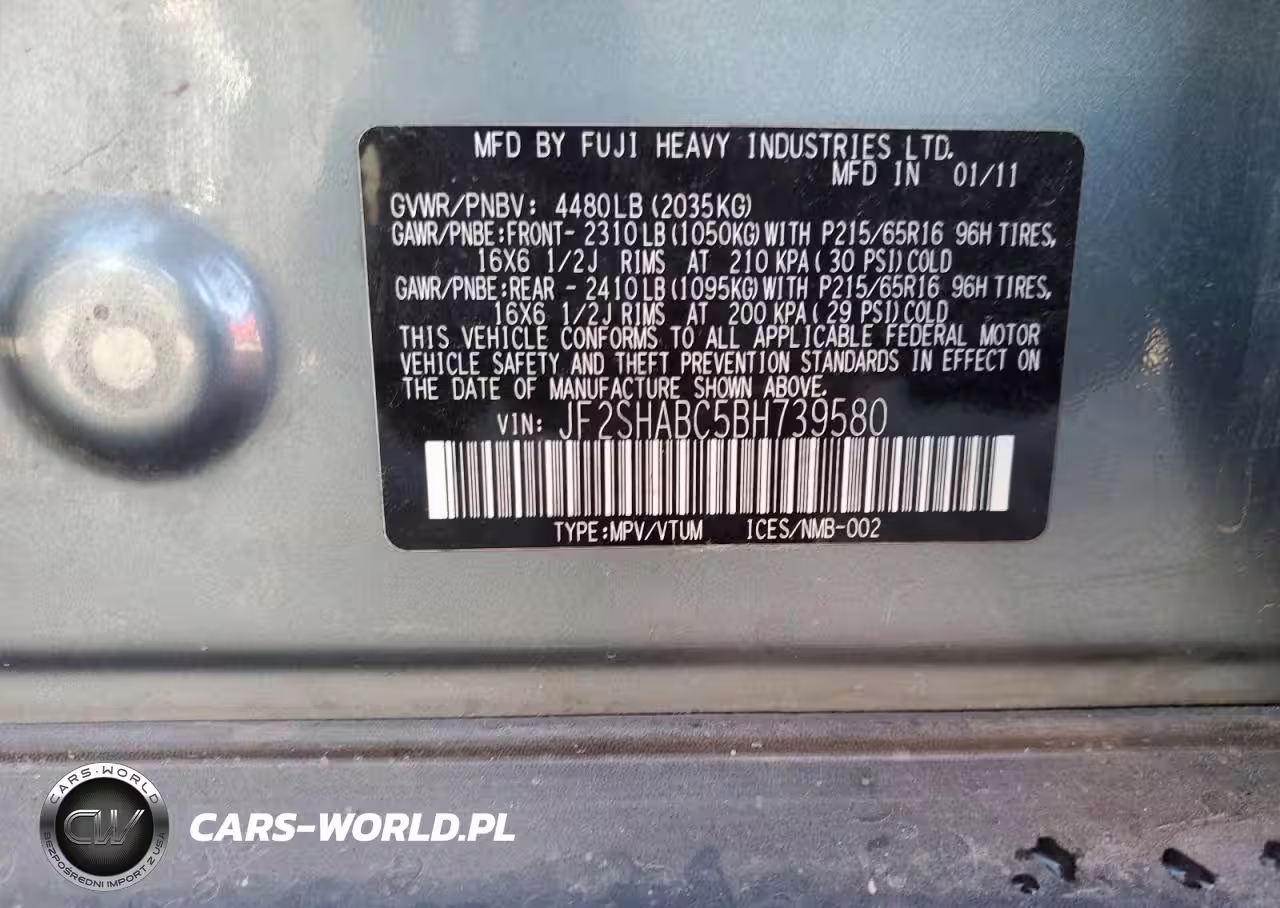 MFD BY FUJI HEAVY INDUSTRIES LTD.
MFD IN 01/11
GVWR/PNBV: 4480LB(2035KG)
GAWR/PNBE:FRONT- 2310LB(1050KG)WITH P215/65R16 96H TIRES,
16X6 1/2J RIMS AT 210 KPA(30 PSI)COLD
GAWR/PNBE:REAR - 2410LB(1095KG)WITH P215/65R16 96H TIRES,
16X6 1/2J RIMS AT 200 KPA(29 PSI)COLD
THIS VEHICLE CONFORMS TO ALL APPLICABLE FEDERAL MOTOR
VEHICLE SAFETY AND THEFT PREVENTION STANDARDS IN EFFECT ON
THE DATE OF MANUFACTURE SHOWN ABOVE.
VIN: JF2SHABC5BH739580
TYPE:MPV/VTUM ICES/NMB-002
CARS-WORLD
CW
BEZPOŚREDNI IMPORT Z USA
CARS-WORLD.PL